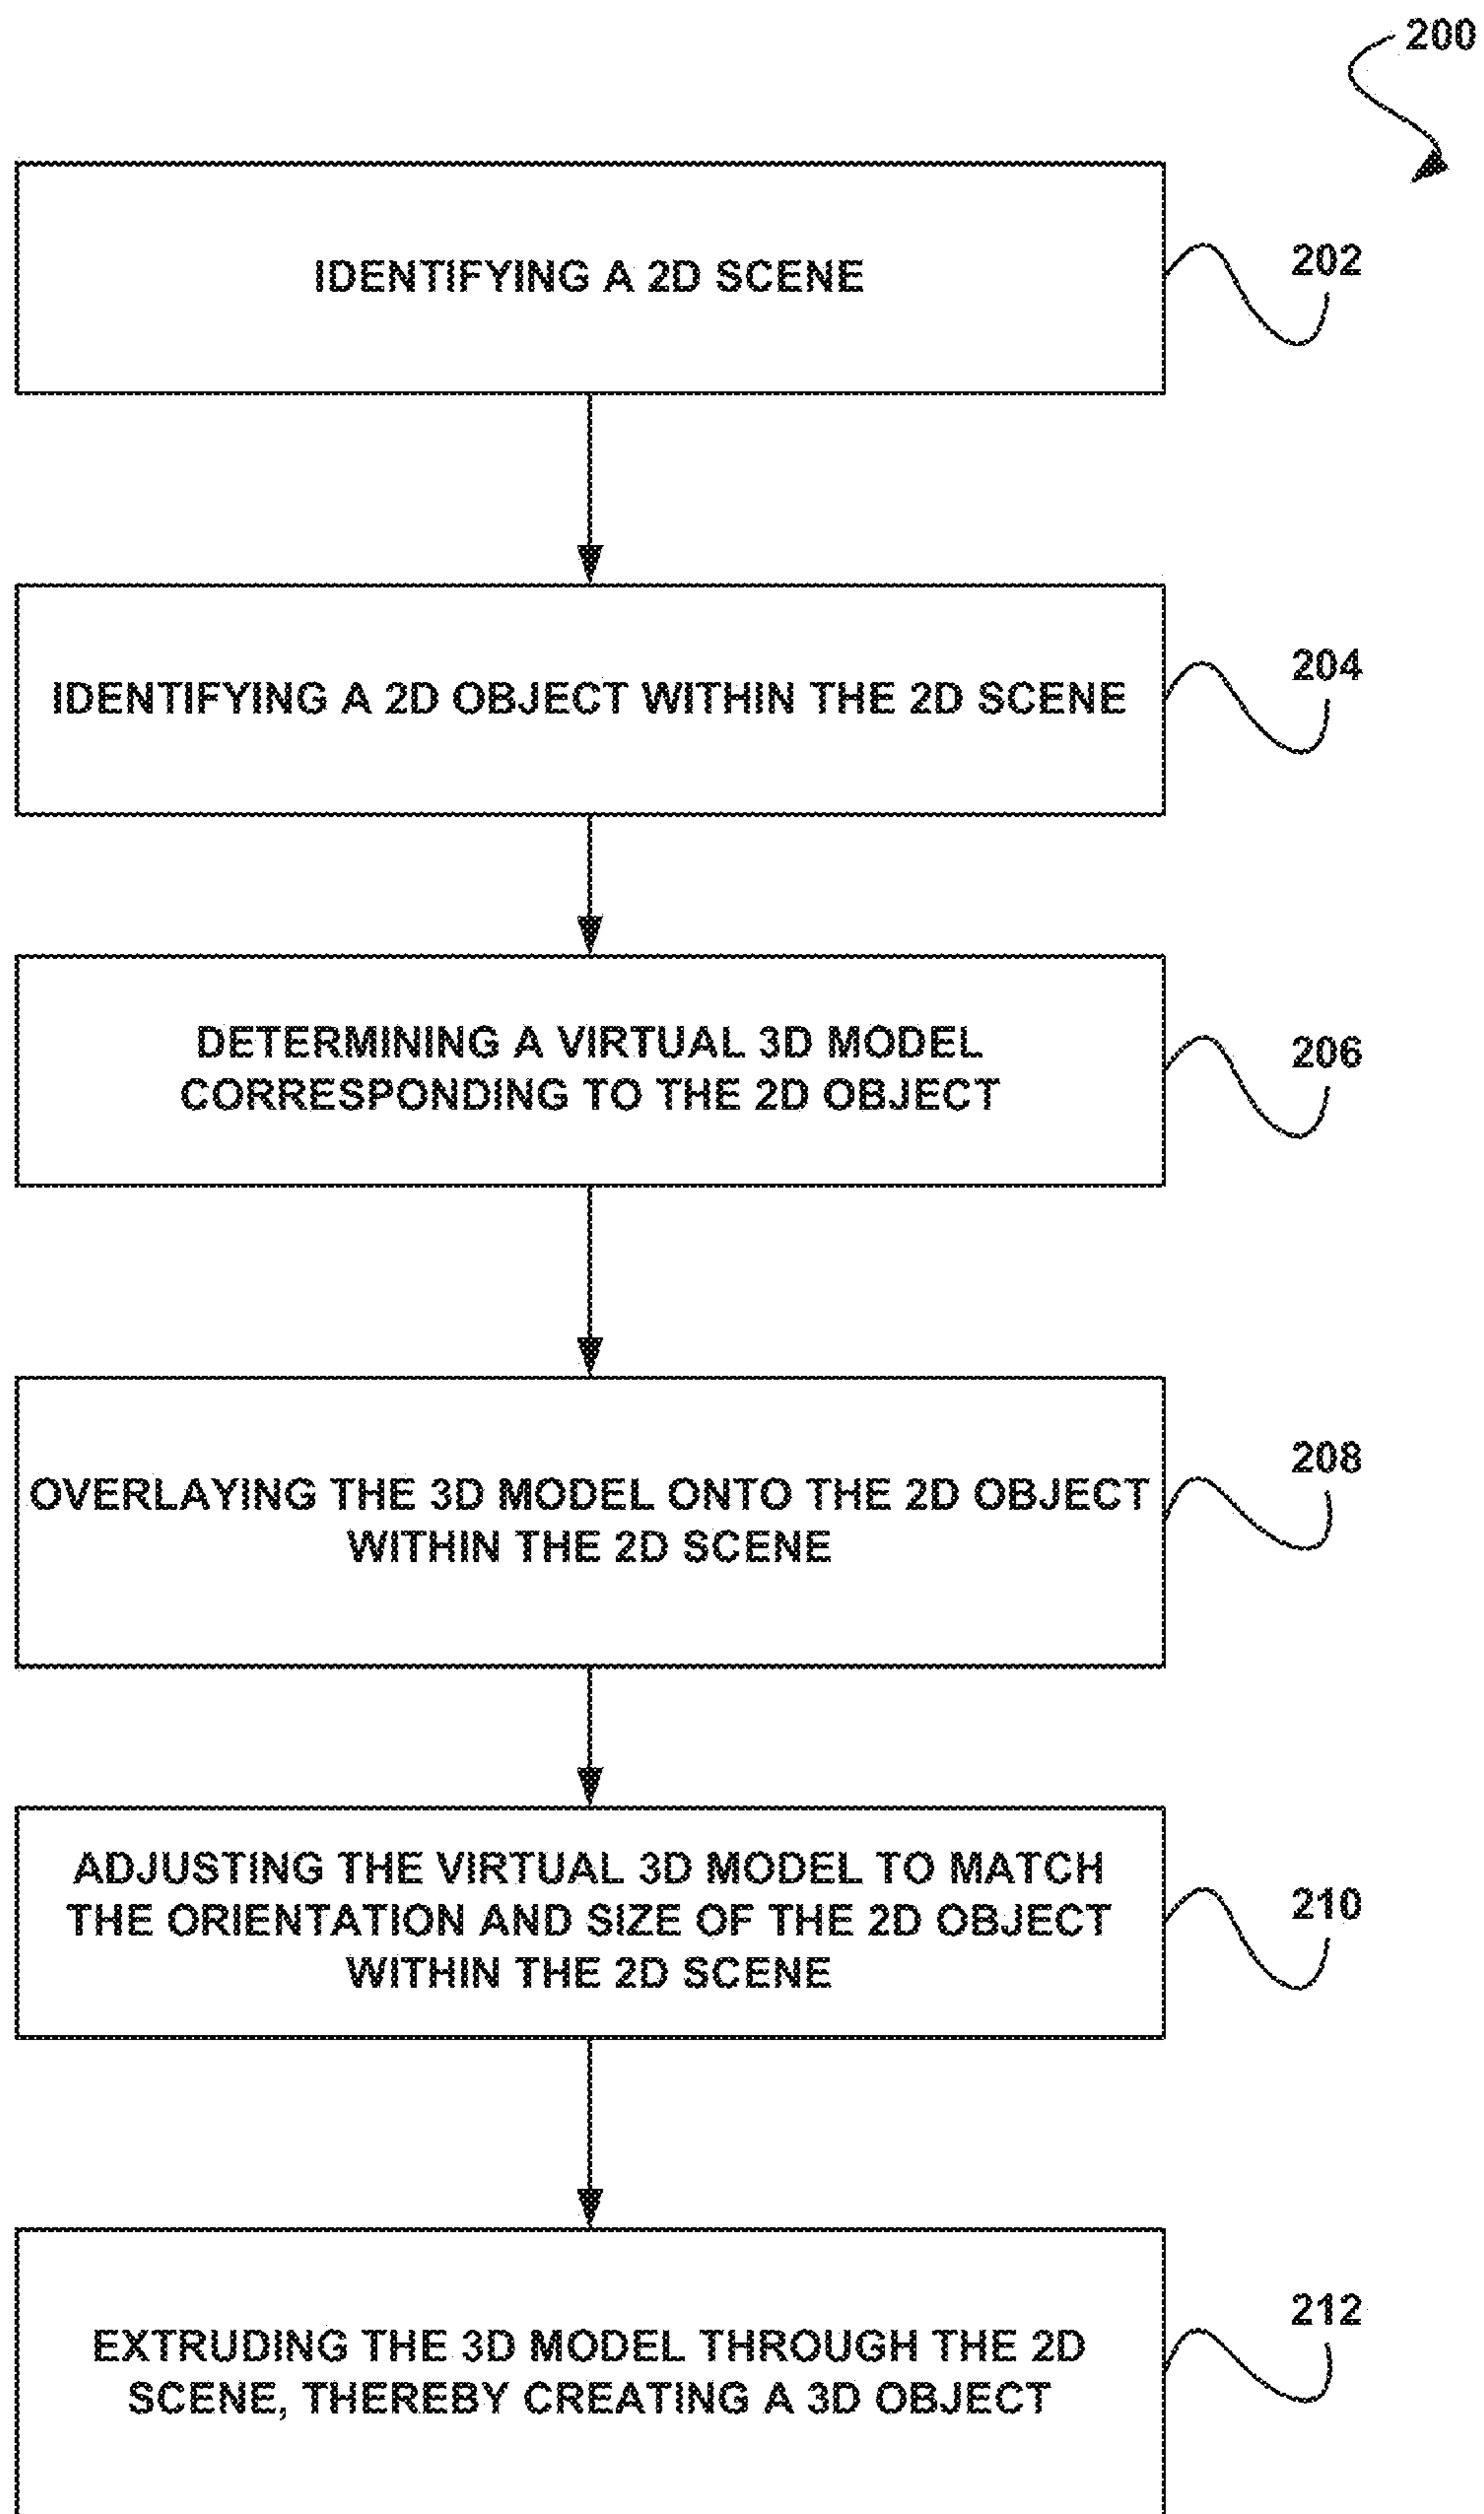 200
IDENTIFYING A 2D SCENE
202
IDENTIFYING A 2D OBJECT WITHIN THE 2D SCENE
204
DETERMINING A VIRTUAL 3D MODEL
CORRESPONDING TO THE 2D OBJECT
206
OVERLAYING THE 3D MODEL ONTO THE 2D OBJECT
WITHIN THE 2D SCENE
208
ADJUSTING THE VIRTUAL 3D MODEL TO MATCH
THE ORIENTATION AND SIZE OF THE 2D OBJECT
WITHIN THE 2D SCENE
210
EXTRUDING THE 3D MODEL THROUGH THE 2D
SCENE, THEREBY CREATING A 3D OBJECT
212